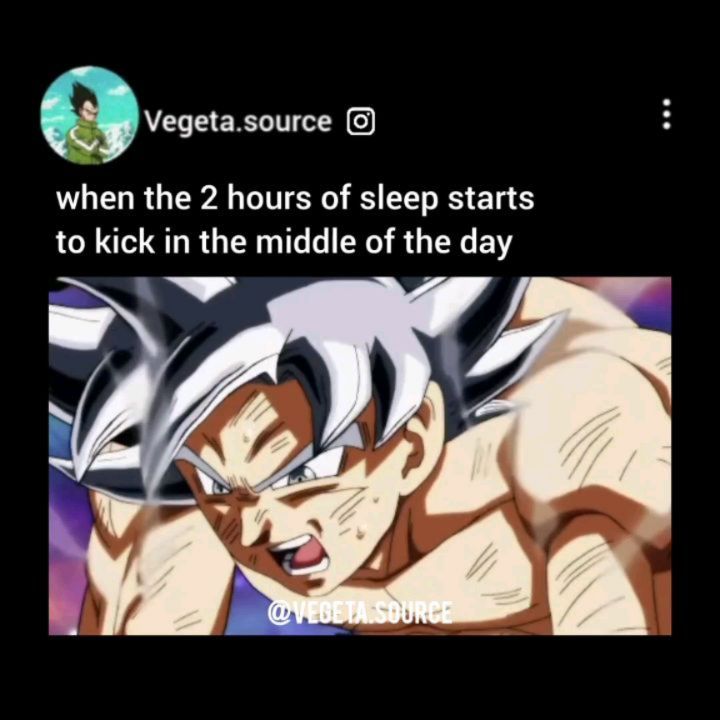 Vegeta.source
when the 2 hours of sleep starts
to kick in the middle of the day
@VEGETA.SOURCE